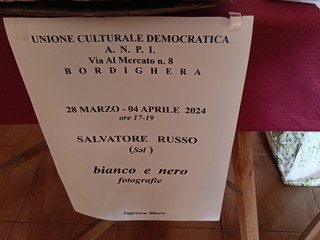 UNIONE CULTURALE DEMOCRATICA
A. N. P. I.
Via Al Mercato n. 8
BORDIGHERA
28 MARZO - 04 APRILE 2024
ore 17-19
SALVATORE RUSSO
(Sal)
bianco e nero
fotografie
ingresso libero